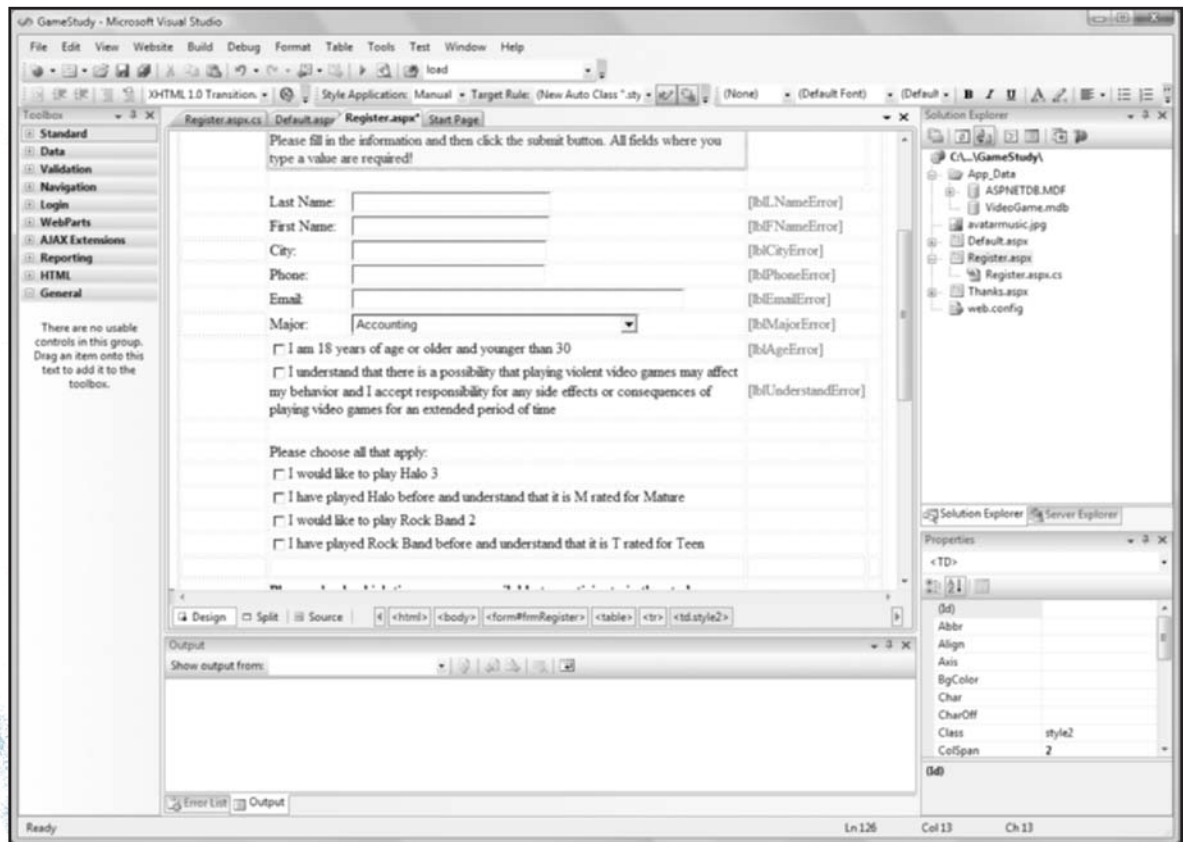 GameStudy - Microsoft Visual Studio
File Edit View Website Build Debug Format Table Tools Test Window Help
load
XHTML 1.0 Transition Style Application: Manual Target Rule: (New Auto Class *.sty (None) (Default Font) (Default B I U A
Toolbox
Standard
Data
Validation
Navigation
Login
WebParts
AJAX Extensions
Reporting
HTML
General
There are no usable
controls in this group.
Drag an item onto this
text to add it to the
toolbox.
Register.aspx.cs Default.aspx Register.aspx* Start Page
Please fill in the information and then click the submit button. All fields where you
type a value are required!
Last Name: [lblLNameError]
First Name: [lblFNameError]
City: [lblCityError]
Phone: [lblPhoneError]
Email: [lblEmailError]
Major: Accounting [lblMajorError]
I am 18 years of age or older and younger than 30 [lblAgeError]
I understand that there is a possibility that playing violent video games may affect
my behavior and I accept responsibility for any side effects or consequences of [lblUnderstandError]
playing video games for an extended period of time
Please choose all that apply:
I would like to play Halo 3
I have played Halo before and understand that it is M rated for Mature
I would like to play Rock Band 2
I have played Rock Band before and understand that it is T rated for Teen
Design Split Source <html> <body> <form#frmRegister> <table> <tr> <td.style2>
Output
Show output from:
Error List Output
Solution Explorer
C:\...\GameStudy\
App_Data
ASPNETDB.MDF
VideoGame.mdb
avatarmusic.jpg
Default.aspx
Register.aspx
Register.aspx.cs
Thanks.aspx
web.config
Solution Explorer Server Explorer
Properties
<TD>
(Id)
Abbr
Align
Axis
BgColor
Char
CharOff
Class style2
ColSpan 2
(Id)
Ready Ln 126 Col 13 Ch 13